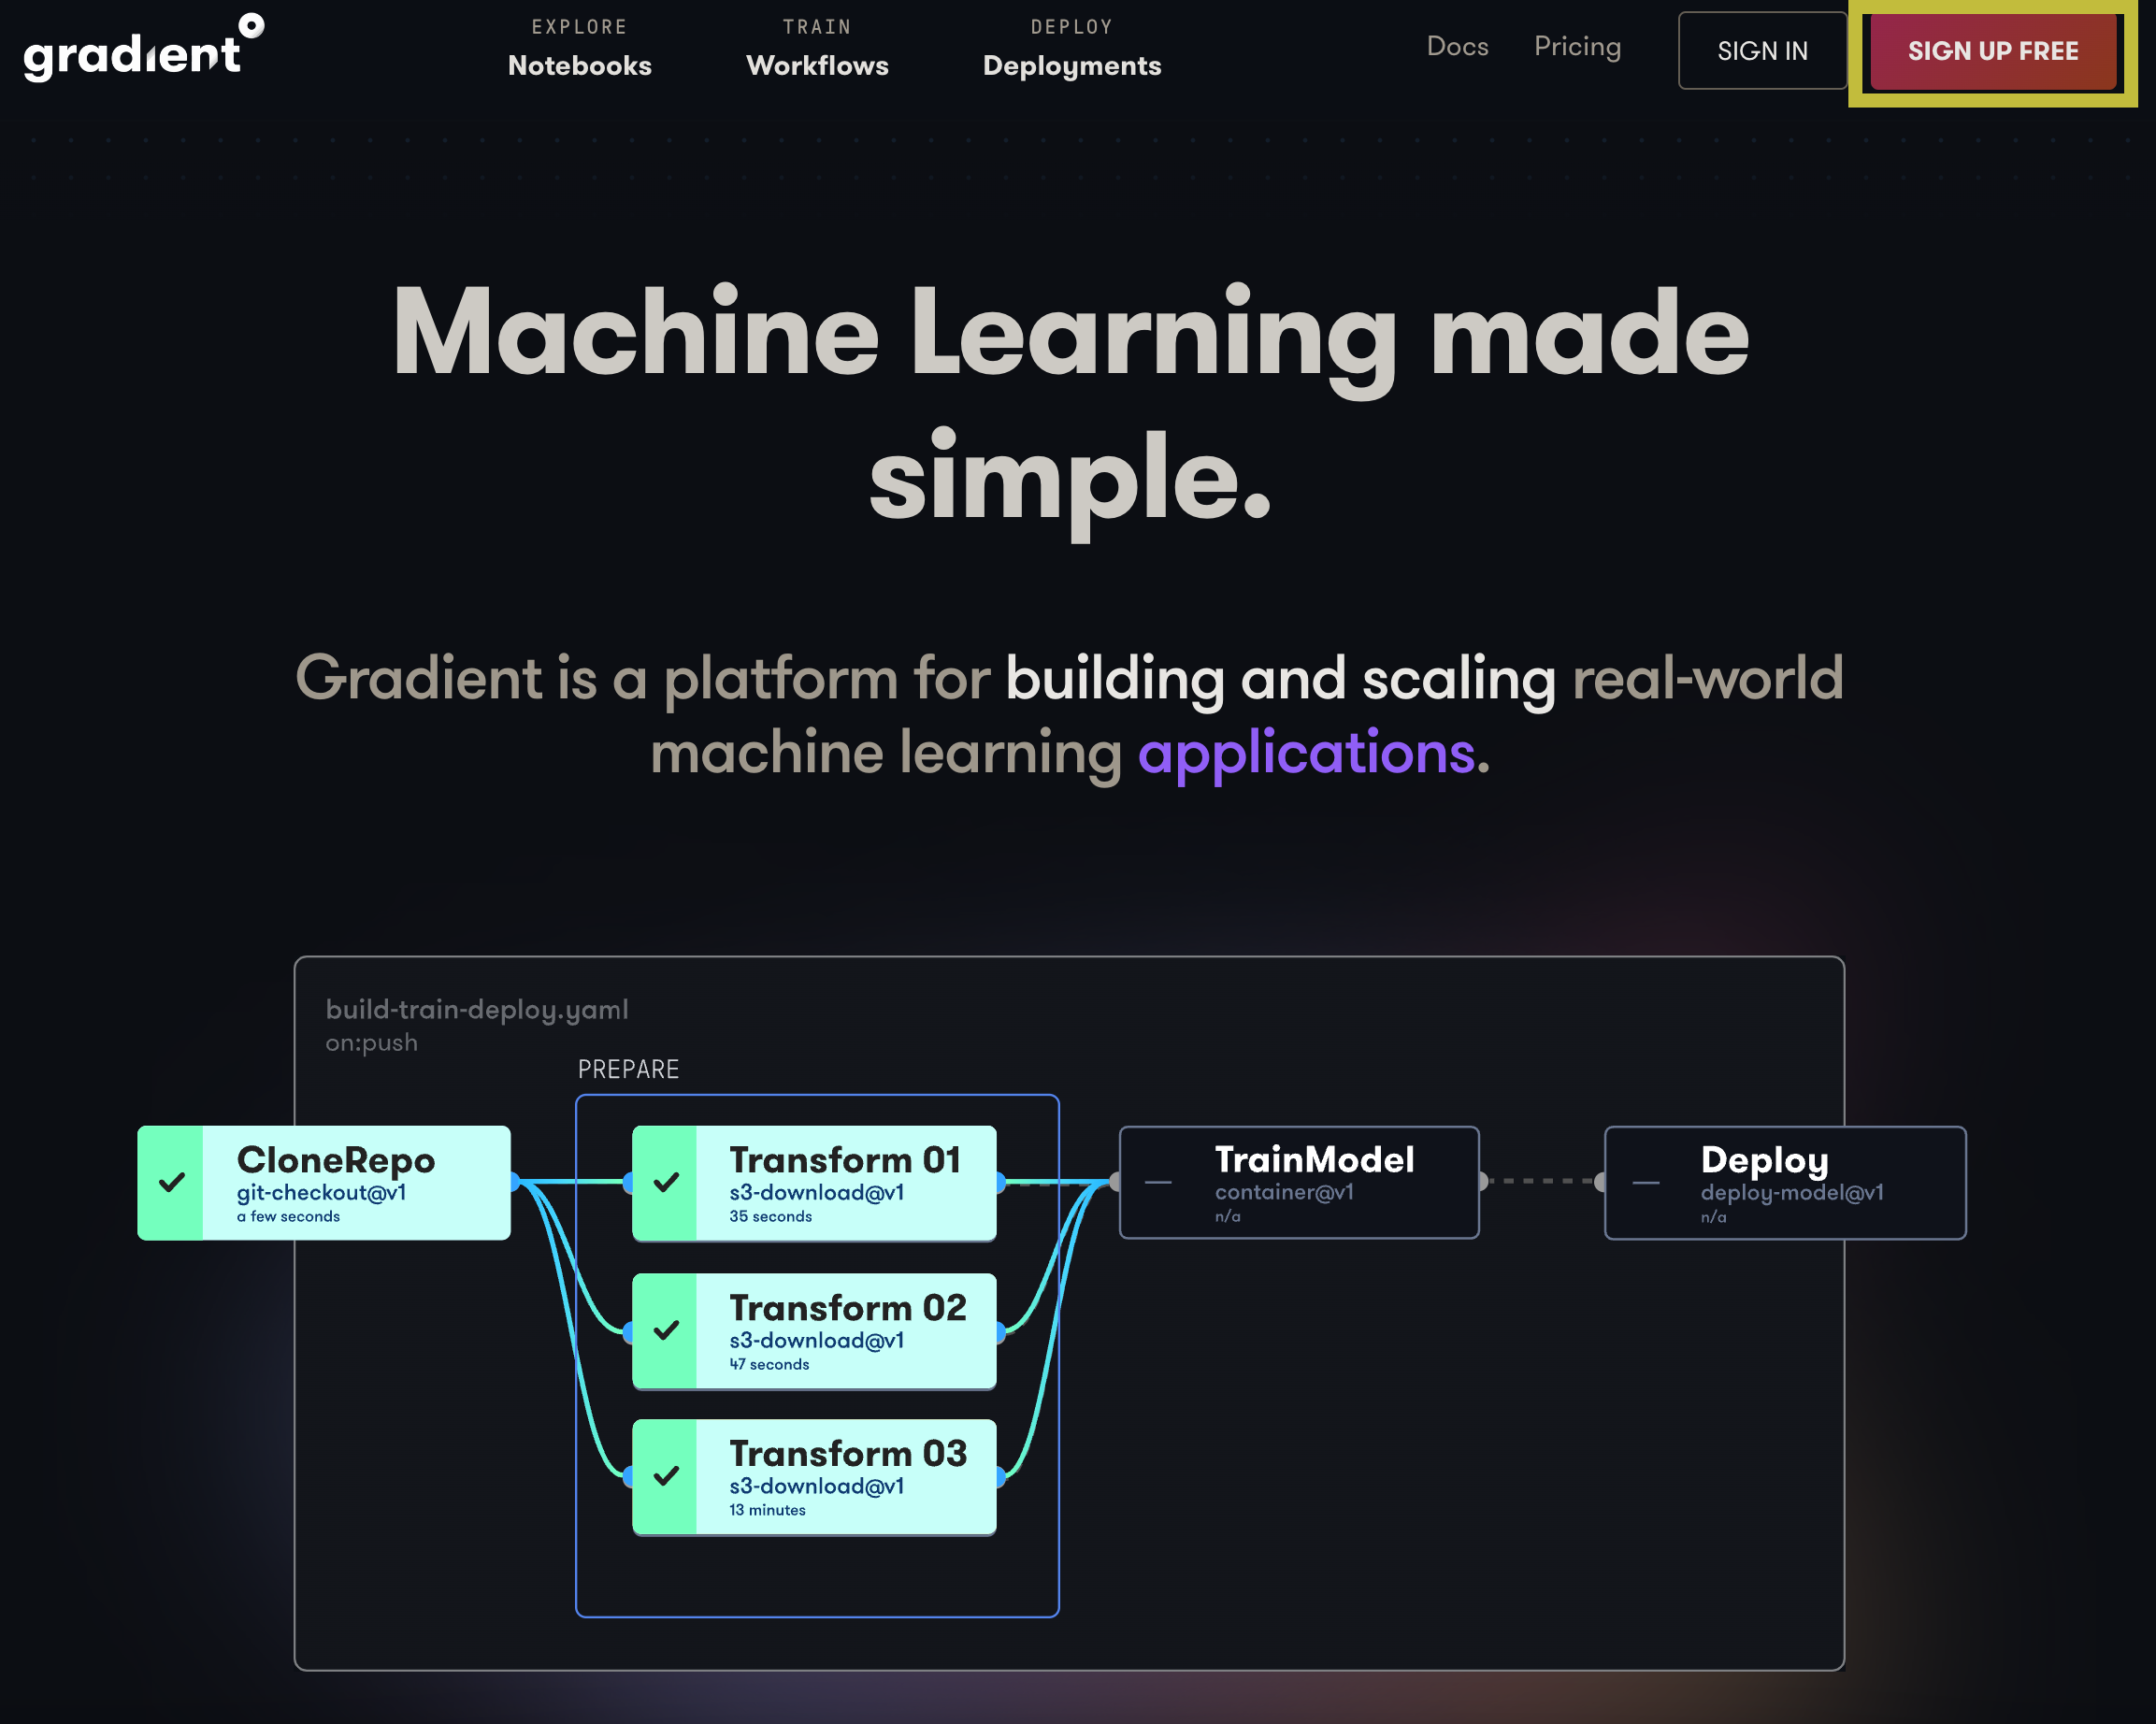 gradient
EXPLORE
Notebooks
TRAIN
Workflows
DEPLOY
Deployments
Docs
Pricing
SIGN IN
SIGN UP FREE
Machine Learning made
simple.
Gradient is a platform for building and scaling real-world
machine learning applications.
build-train-deploy.yaml
on:push
PREPARE
CloneRepo
git-checkout@v1
a few seconds
Transform 01
s3-download@v1
35 seconds
Transform 02
s3-download@v1
47 seconds
Transform 03
s3-download@v1
13 minutes
TrainModel
container@v1
n/a
Deploy
deploy-model@v1
n/a